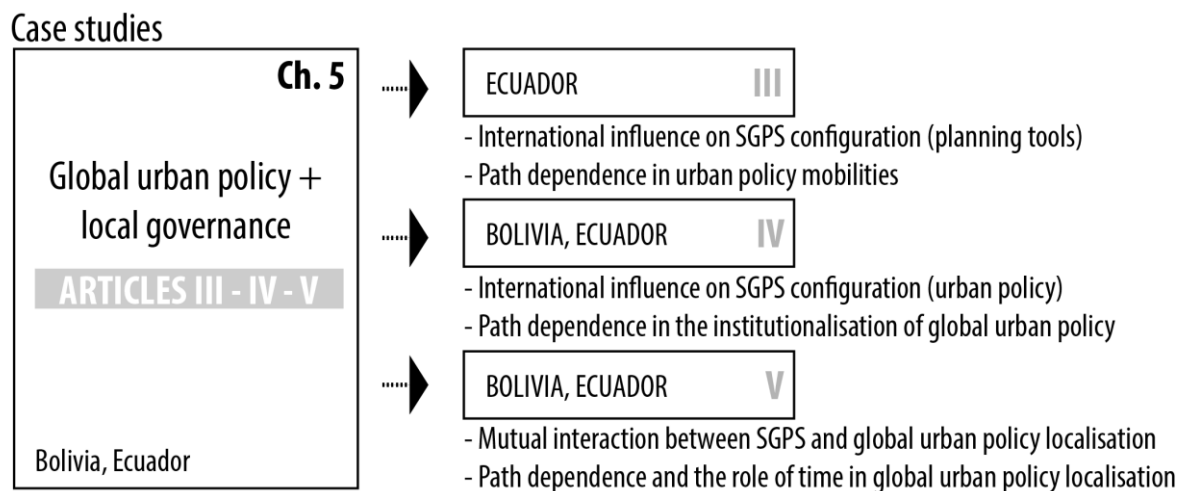 Case studies
Ch. 5
Global urban policy +
local governance
ARTICLES III - IV - V
Bolivia, Ecuador
ECUADOR III
- International influence on SGPS configuration (planning tools)
- Path dependence in urban policy mobilities
BOLIVIA, ECUADOR IV
- International influence on SGPS configuration (urban policy)
- Path dependence in the institutionalisation of global urban policy
BOLIVIA, ECUADOR V
- Mutual interaction between SGPS and global urban policy localisation
- Path dependence and the role of time in global urban policy localisation